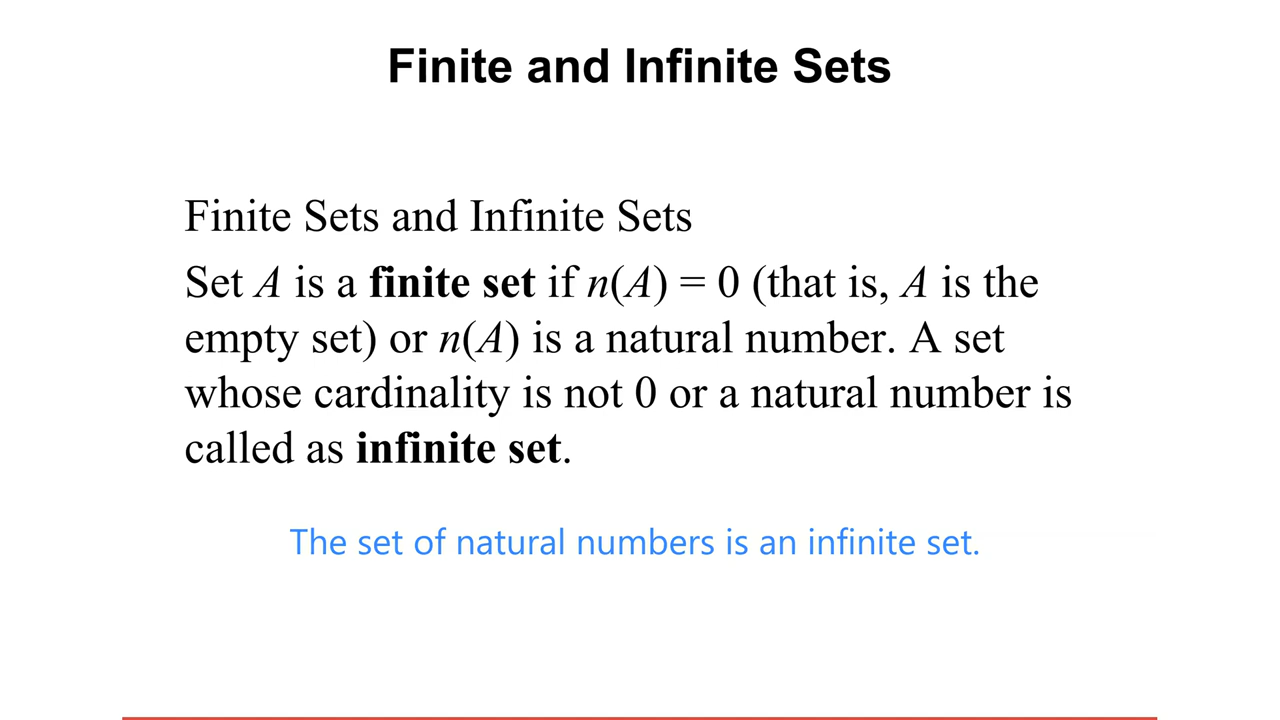 Finite and Infinite Sets
Finite Sets and Infinite Sets
Set A is a finite set if n(A) = 0 (that is, A is the
empty set) or n(A) is a natural number. A set
whose cardinality is not 0 or a natural number is
called as infinite set.
The set of natural numbers is an infinite set.